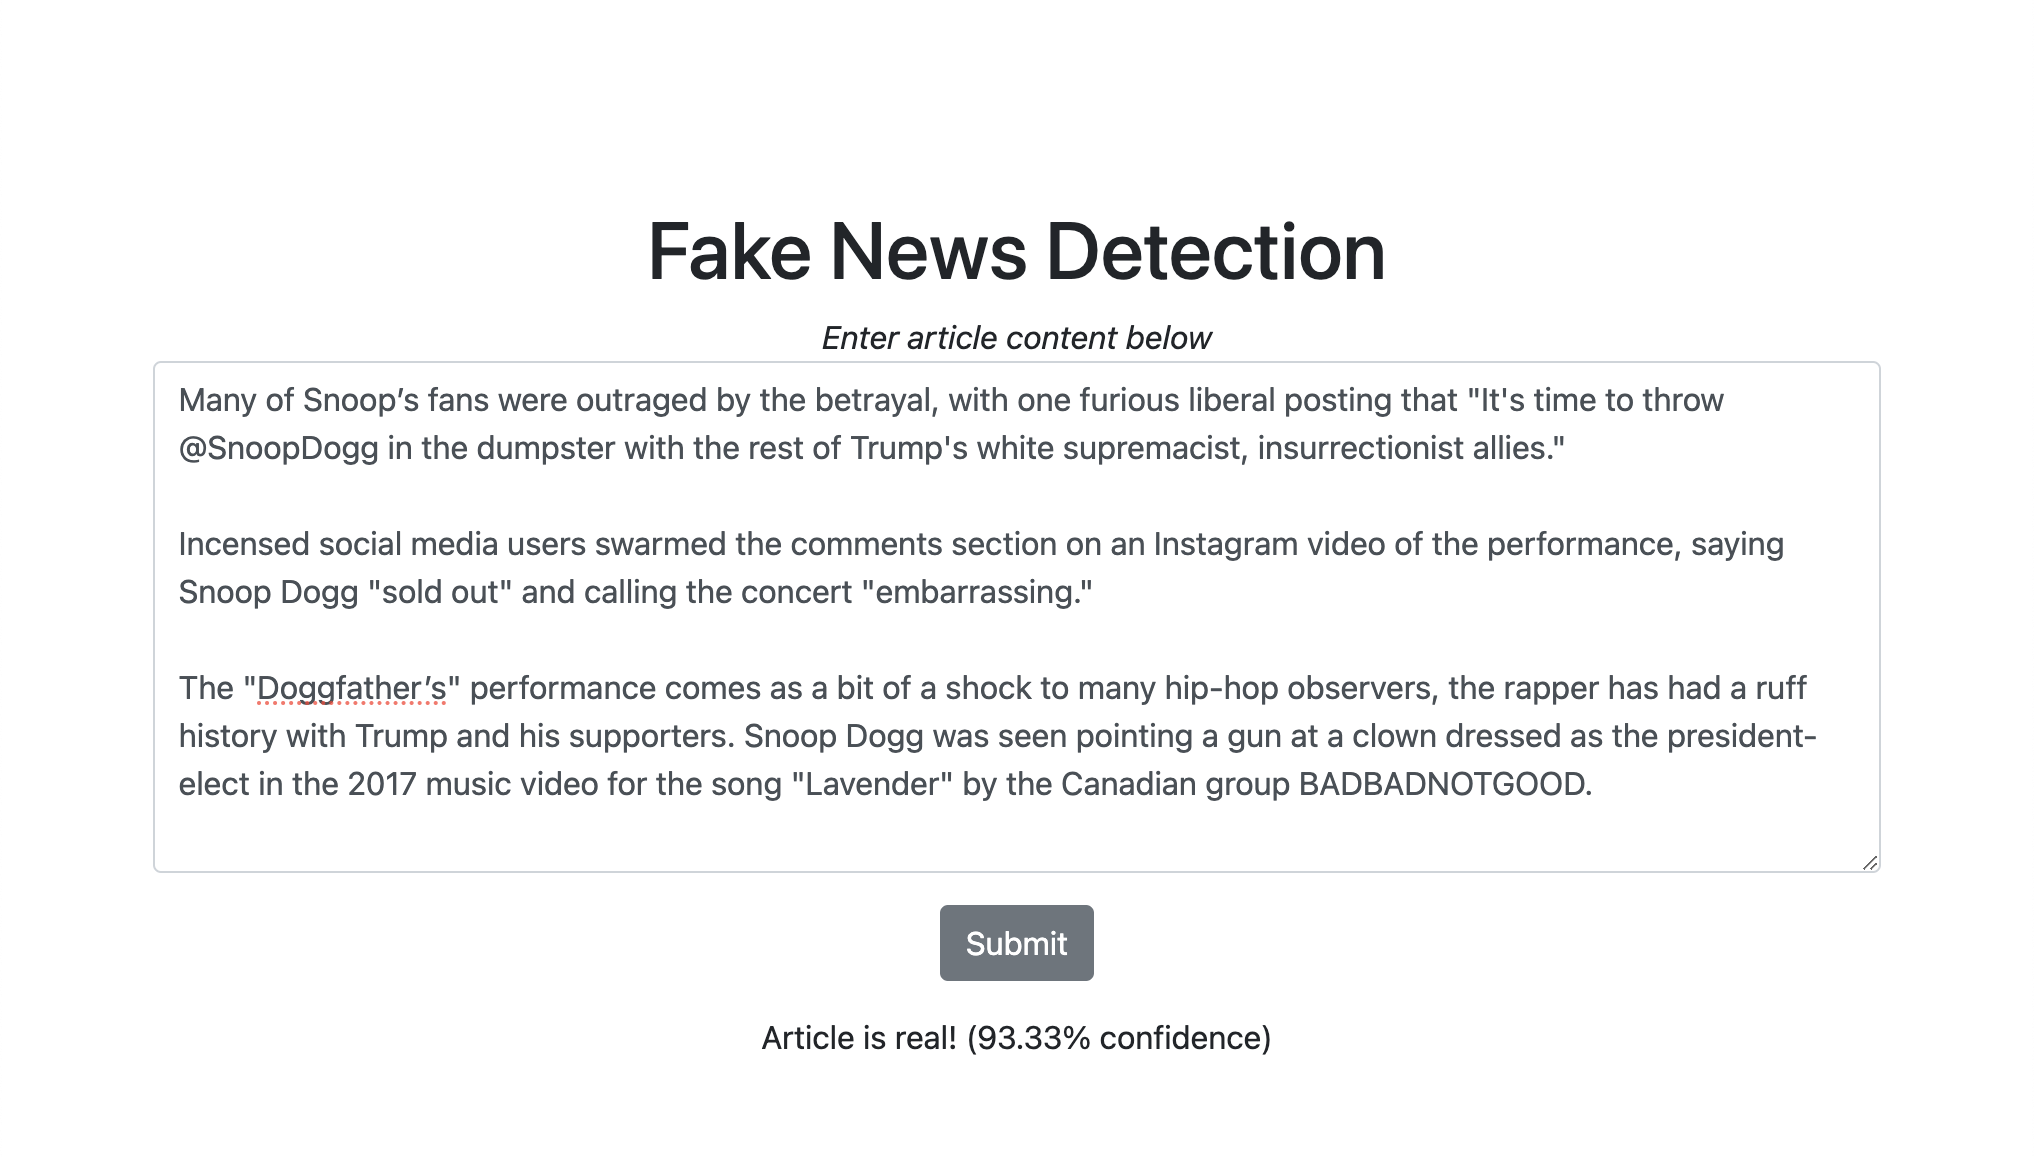 Fake News Detection
Enter article content below
Many of Snoop’s fans were outraged by the betrayal, with one furious liberal posting that "It's time to throw
@SnoopDogg in the dumpster with the rest of Trump's white supremacist, insurrectionist allies."
Incensed social media users swarmed the comments section on an Instagram video of the performance, saying
Snoop Dogg "sold out" and calling the concert "embarrassing."
The "Doggfather’s" performance comes as a bit of a shock to many hip-hop observers, the rapper has had a ruff
history with Trump and his supporters. Snoop Dogg was seen pointing a gun at a clown dressed as the president-
elect in the 2017 music video for the song "Lavender" by the Canadian group BADBADNOTGOOD.
Submit
Article is real! (93.33% confidence)